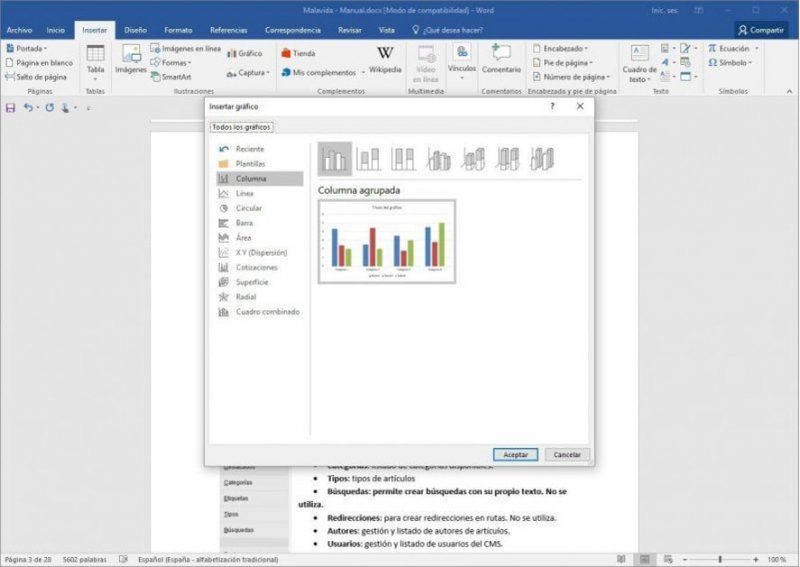 Malavida - Manual.docx [Modo de compatibilidad] - Word
Inic. ses.
Archivo Inicio Insertar Diseño Formato Referencias Correspondencia Revisar Vista ¿Qué desea hacer? Compartir
Portada
Página en blanco
Salto de página
Páginas
Tabla
Tablas
Imágenes
Imágenes en línea
Formas
SmartArt
Gráfico
Captura
Ilustraciones
Tienda
Mis complementos
Wikipedia
Complementos
Vídeo
en línea
Multimedia
Vínculos
Comentario
Comentarios
Encabezado
Pie de página
Número de página
Encabezado y pie de página
Cuadro de
texto
Texto
Ecuación
Símbolo
Símbolos
Insertar gráfico
Todos los gráficos
Reciente
Plantillas
Columna
Línea
Circular
Barra
Área
X Y (Dispersión)
Cotizaciones
Superficie
Radial
Cuadro combinado
Columna agrupada
Aceptar Cancelar
Categorías
Etiquetas
Tipos
Búsquedas
Categorías: listado de categorías disponibles.
• Tipos: tipos de artículos
• Búsquedas: permite crear búsquedas con su propio texto. No se
utiliza.
• Redirecciones: para crear redirecciones en rutas. No se utiliza.
• Autores: gestión y listado de autores de artículos.
• Usuarios: gestión y listado de usuarios del CMS.
Página 3 de 28 5602 palabras Español (España - alfabetización tradicional) 100 %